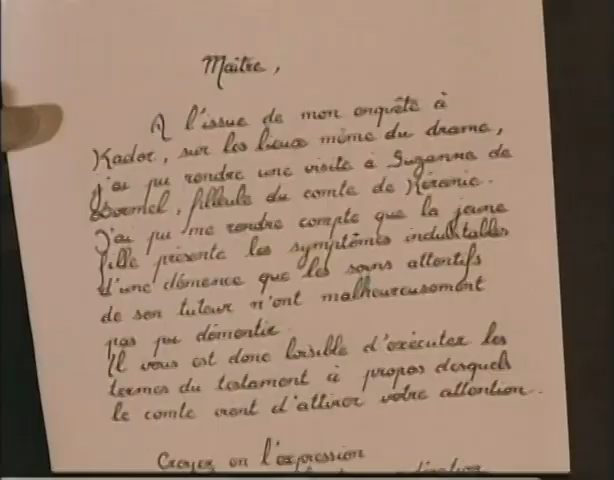 Maître,
A l'issue de mon enquête à
Kador, sur les lieux même du drame,
j'ai pu rendre une visite à Suzanne de
Dormel, filleule du comte de Kéranic.
J'ai pu me rendre compte que la jeune
fille présente les symptômes indubitables
d'une démence que les soins attentifs
de son tuteur n'ont malheureusement
pas pu démentir.
Il vous est donc loisible d'exécuter les
termes du testament à propos desquels
le comte vient d'attirer votre attention.
Croyez en l'expression